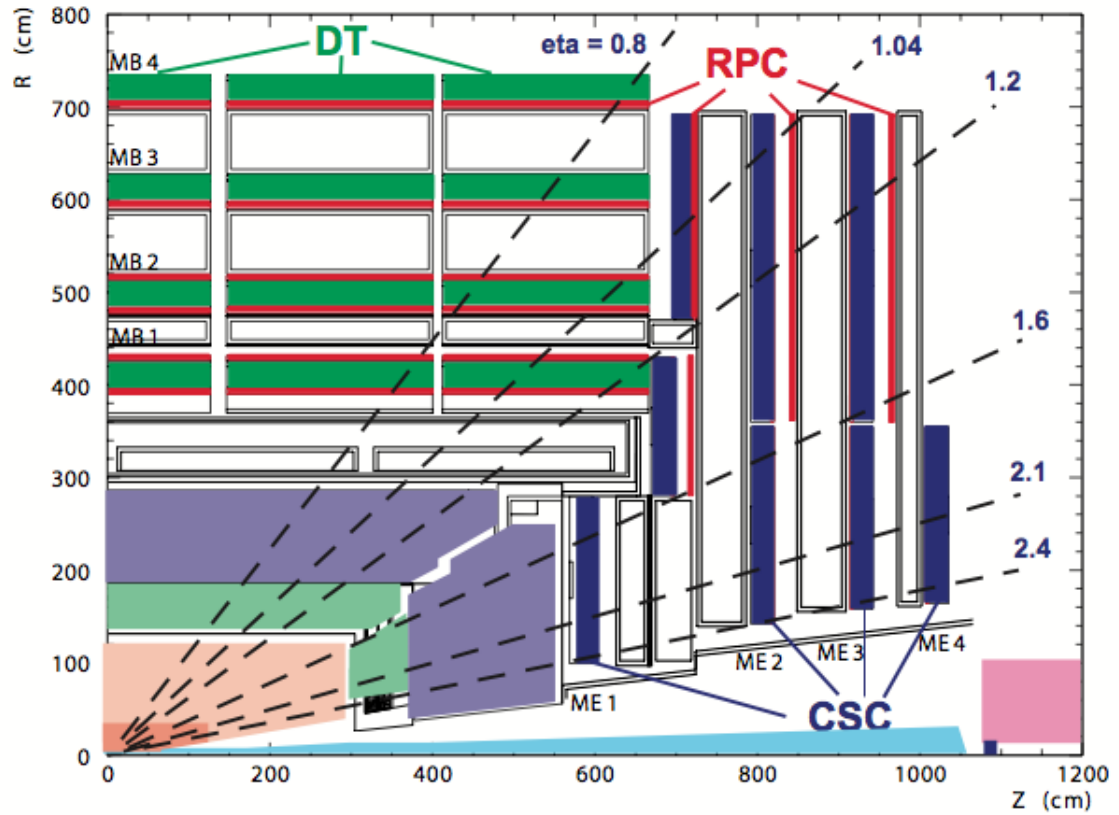 R (cm)
800
700
600
500
400
300
200
100
0
MB 4
MB 3
MB 2
MB 1
DT
eta = 0.8
RPC
1.04
1.2
1.6
2.1
2.4
ME 1
ME 2
ME 3
ME 4
CSC
0
200
400
600
800
1000
1200
Z (cm)